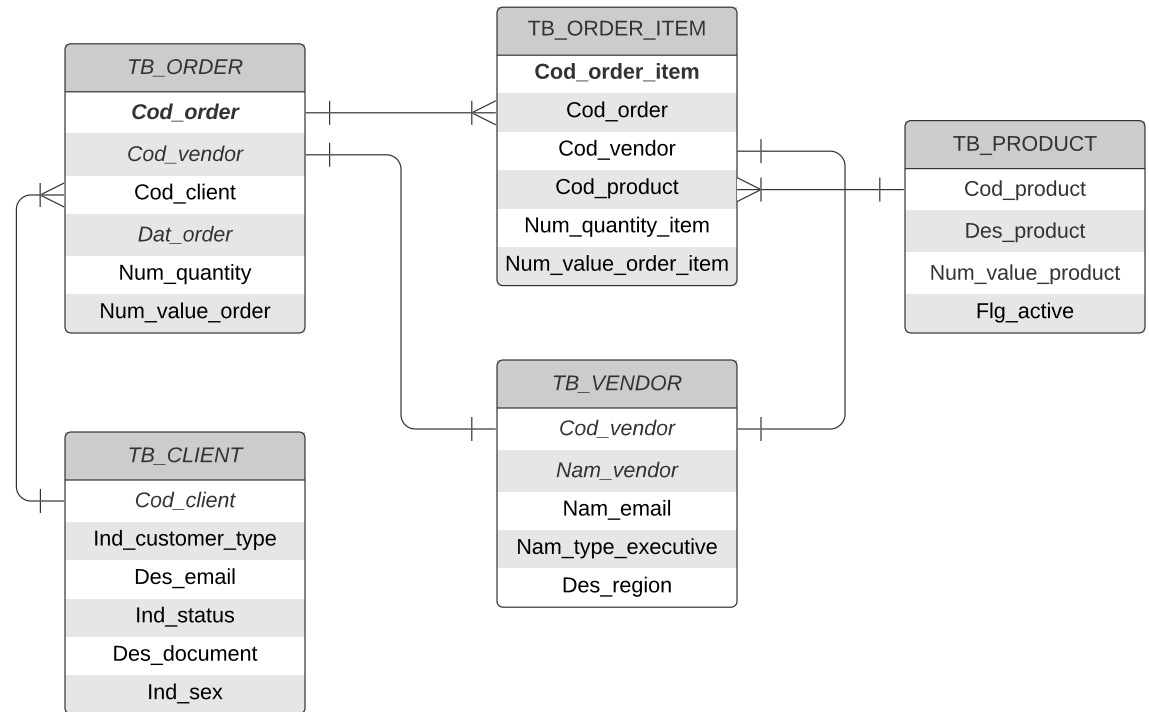 TB_ORDER
Cod_order
Cod_vendor
Cod_client
Dat_order
Num_quantity
Num_value_order
TB_ORDER_ITEM
Cod_order_item
Cod_order
Cod_vendor
Cod_product
Num_quantity_item
Num_value_order_item
TB_PRODUCT
Cod_product
Des_product
Num_value_product
Flg_active
TB_CLIENT
Cod_client
Ind_customer_type
Des_email
Ind_status
Des_document
Ind_sex
TB_VENDOR
Cod_vendor
Nam_vendor
Nam_email
Nam_type_executive
Des_region